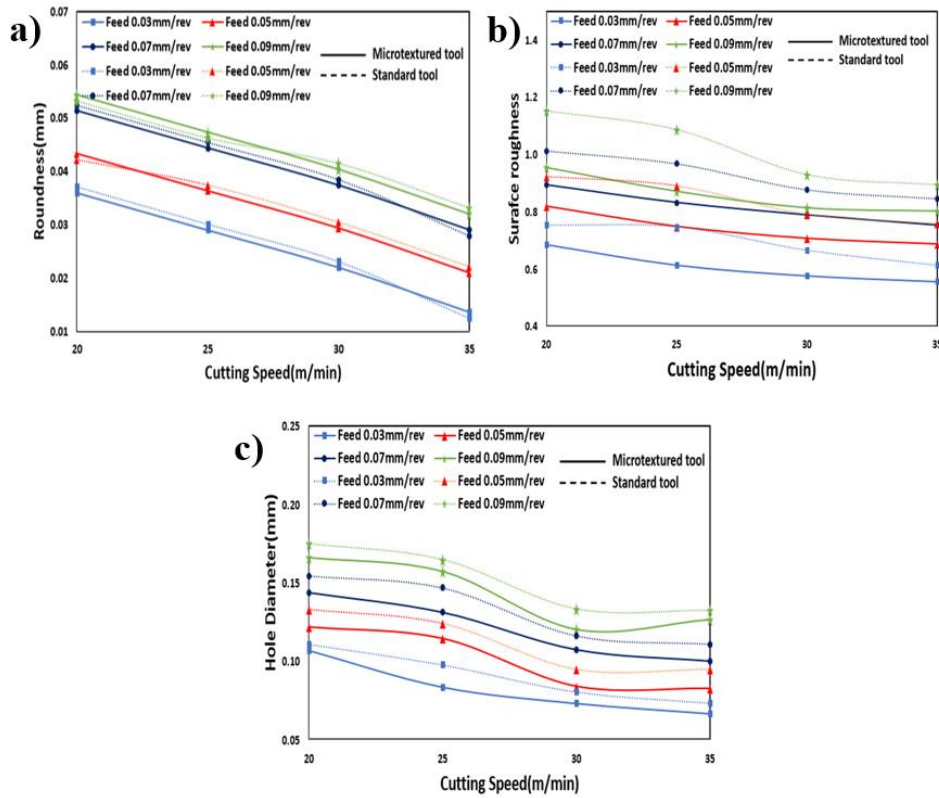 a)
0.07
0.06
0.05
0.04
0.03
0.02
0.01
Roundness(mm)
Feed 0.03mm/rev
Feed 0.05mm/rev
Feed 0.07mm/rev
Feed 0.09mm/rev
Feed 0.03mm/rev
Feed 0.05mm/rev
Feed 0.07mm/rev
Feed 0.09mm/rev
Microtextured tool
Standard tool
20 25 30 35
Cutting Speed(m/min)
b)
1.4
1.2
1.0
0.8
0.6
0.4
Surafce roughness
Feed 0.03mm/rev
Feed 0.05mm/rev
Feed 0.07mm/rev
Feed 0.09mm/rev
Feed 0.03mm/rev
Feed 0.05mm/rev
Feed 0.07mm/rev
Feed 0.09mm/rev
Microtextured tool
Standard tool
20 25 30 35
Cutting Speed(m/min)
c)
0.25
0.20
0.15
0.10
0.05
Hole Diameter(mm)
Feed 0.03mm/rev
Feed 0.05mm/rev
Feed 0.07mm/rev
Feed 0.09mm/rev
Feed 0.03mm/rev
Feed 0.05mm/rev
Feed 0.07mm/rev
Feed 0.09mm/rev
Microtextured tool
Standard tool
20 25 30 35
Cutting Speed(m/min)